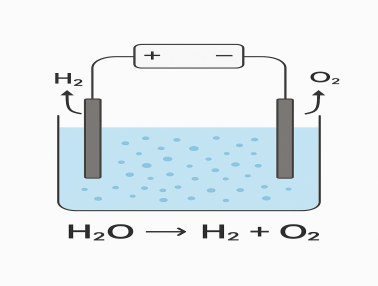 + −
H₂ O₂
H₂O ⟶ H₂ + O₂